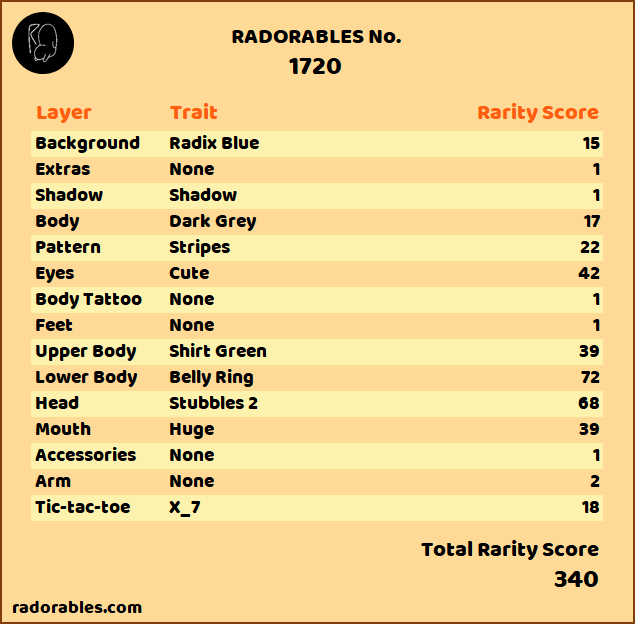 RADORABLES No.
1720
Layer Trait Rarity Score
Background Radix Blue 15
Extras None 1
Shadow Shadow 1
Body Dark Grey 17
Pattern Stripes 22
Eyes Cute 42
Body Tattoo None 1
Feet None 1
Upper Body Shirt Green 39
Lower Body Belly Ring 72
Head Stubbles 2 68
Mouth Huge 39
Accessories None 1
Arm None 2
Tic-tac-toe X_7 18
Total Rarity Score
340
radorables.com